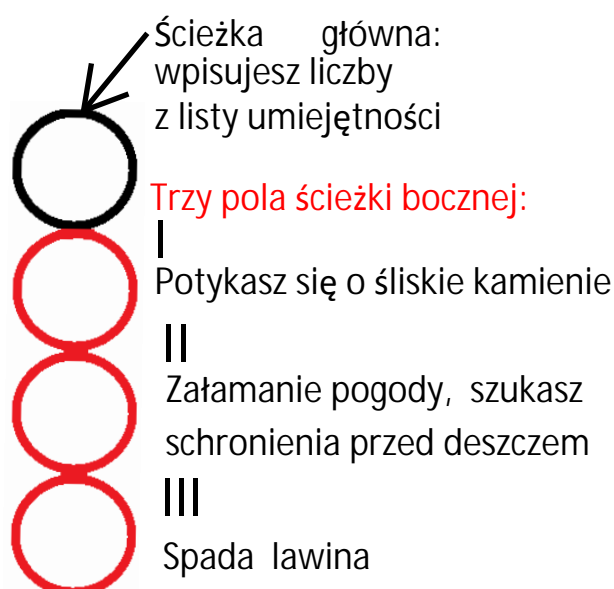 Ścieżka główna:
wpisujesz liczby
z listy umiejętności
Trzy pola ścieżki bocznej:
I
Potykasz się o śliskie kamienie
II
Załamanie pogody, szukasz
schronienia przed deszczem
III
Spada lawina